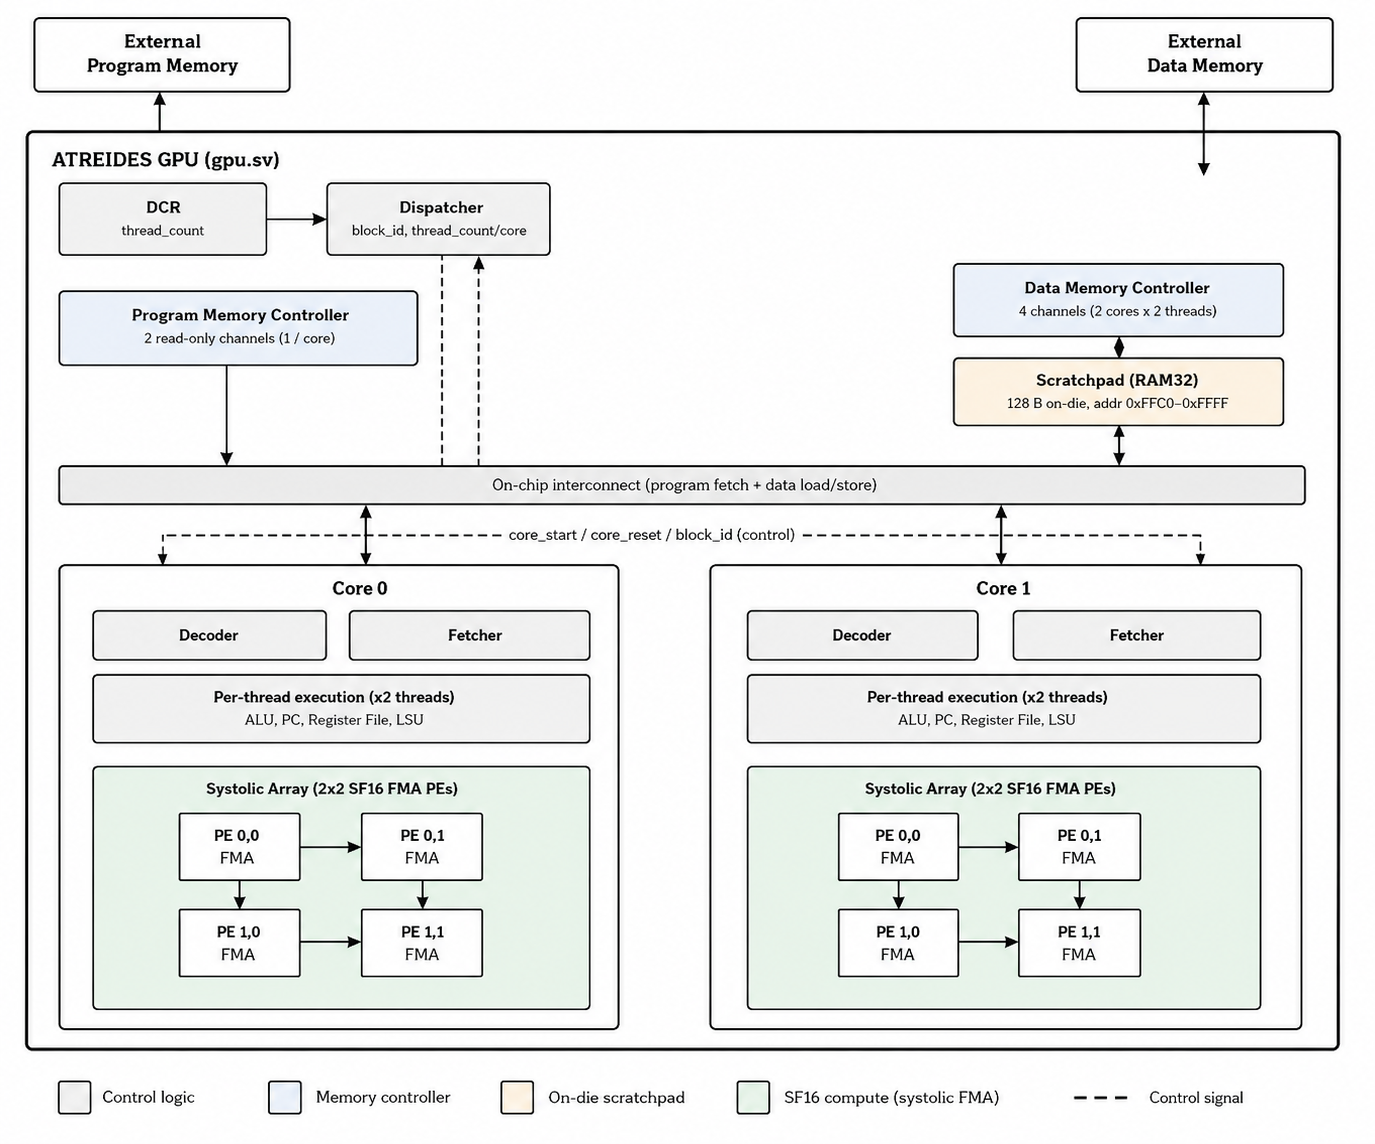 External
Program Memory
External
Data Memory
ATREIDES GPU (gpu.sv)
DCR
thread_count
Dispatcher
block_id, thread_count/core
Program Memory Controller
2 read-only channels (1 / core)
Data Memory Controller
4 channels (2 cores x 2 threads)
Scratchpad (RAM32)
128 B on-die, addr 0xFFC0–0xFFFF
On-chip interconnect (program fetch + data load/store)
core_start / core_reset / block_id (control)
Core 0
Decoder
Fetcher
Per-thread execution (x2 threads)
ALU, PC, Register File, LSU
Systolic Array (2x2 SF16 FMA PEs)
PE 0,0
FMA
PE 0,1
FMA
PE 1,0
FMA
PE 1,1
FMA
Core 1
Decoder
Fetcher
Per-thread execution (x2 threads)
ALU, PC, Register File, LSU
Systolic Array (2x2 SF16 FMA PEs)
PE 0,0
FMA
PE 0,1
FMA
PE 1,0
FMA
PE 1,1
FMA
Control logic
Memory controller
On-die scratchpad
SF16 compute (systolic FMA)
Control signal